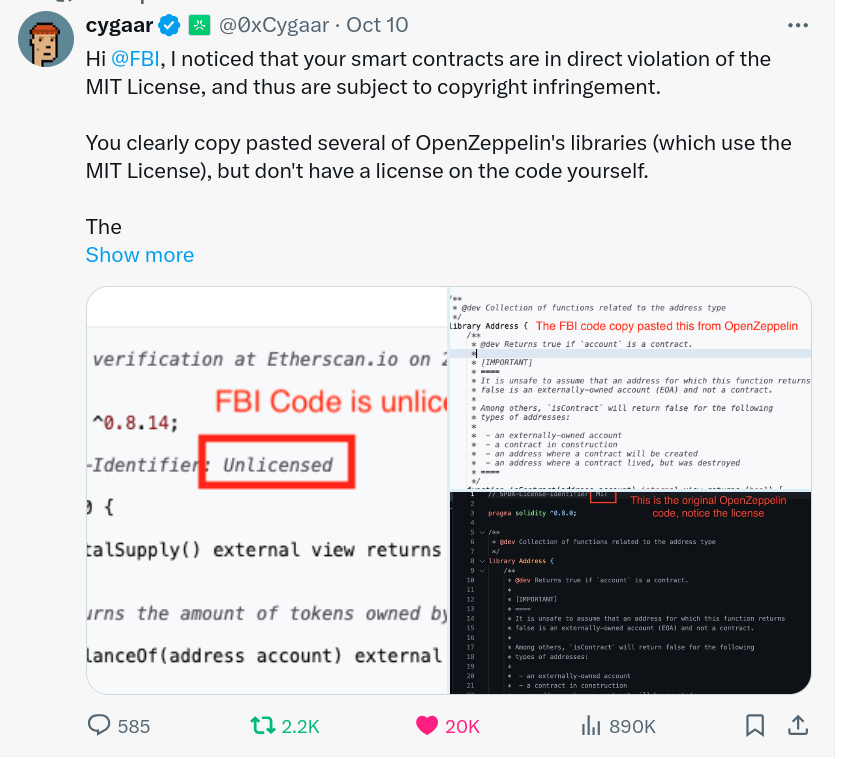 cygaar @0xCygaar · Oct 10
Hi @FBI, I noticed that your smart contracts are in direct violation of the
MIT License, and thus are subject to copyright infringement.
You clearly copy pasted several of OpenZeppelin's libraries (which use the
MIT License), but don't have a license on the code yourself.
The
Show more
verification at Etherscan.io on
FBI Code is unlice
^0.8.14;
-Identifier: Unlicensed
{
talSupply() external view returns
urns the amount of tokens owned by
lanceOf(address account) external
/**
* @dev Collection of functions related to the address type
*/
library Address { The FBI code copy pasted this from OpenZeppelin
/**
* @dev Returns true if `account` is a contract.
*
* [IMPORTANT]
* ====
* It is unsafe to assume that an address for which this function returns
* false is an externally-owned account (EOA) and not a contract.
*
* Among others, `isContract` will return false for the following
* types of addresses:
*
* - an externally-owned account
* - a contract in construction
* - an address where a contract will be created
* - an address where a contract lived, but was destroyed
* ====
*/
function isContract(address account) internal view returns (bool) {
1 // SPDX-License-Identifier: MIT This is the original OpenZeppelin
2 code, notice the license
3 pragma solidity ^0.8.0;
4
5 /**
6 * @dev Collection of functions related to the address type
7 */
8 library Address {
9 /**
10 * @dev Returns true if `account` is a contract.
11 *
12 * [IMPORTANT]
13 * ====
14 * It is unsafe to assume that an address for which this function returns
15 * false is an externally-owned account (EOA) and not a contract.
16 *
17 * Among others, `isContract` will return false for the following
18 * types of addresses:
19 *
20 * - an externally-owned account
21 * - a contract in construction
585 2.2K 20K 890K